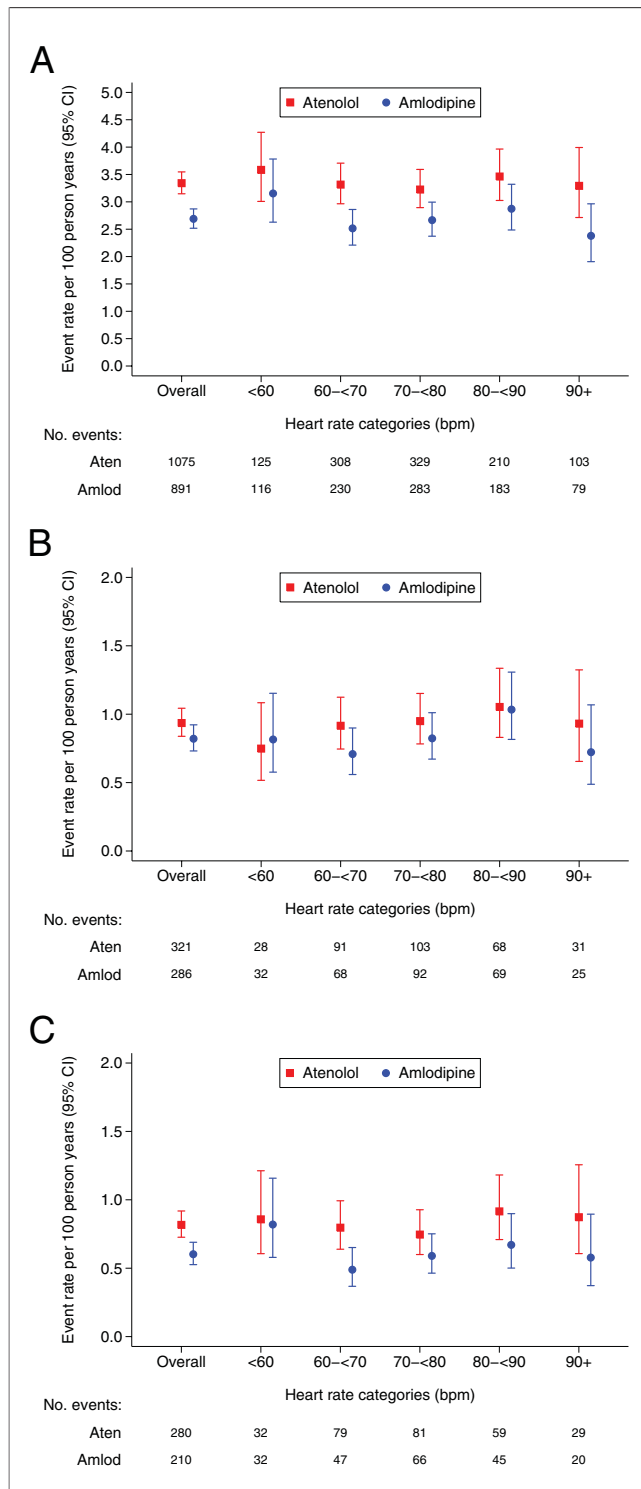 A
Event rate per 100 person years (95% CI)
Atenolol Amlodipine
5.0
4.5
4.0
3.5
3.0
2.5
2.0
1.5
1.0
0.5
0.0
Overall <60 60–<70 70–<80 80–<90 90+
Heart rate categories (bpm)
No. events:
Aten 1075 125 308 329 210 103
Amlod 891 116 230 283 183 79
B
Event rate per 100 person years (95% CI)
Atenolol Amlodipine
2.0
1.5
1.0
0.5
0.0
Overall <60 60–<70 70–<80 80–<90 90+
Heart rate categories (bpm)
No. events:
Aten 321 28 91 103 68 31
Amlod 286 32 68 92 69 25
C
Event rate per 100 person years (95% CI)
Atenolol Amlodipine
2.0
1.5
1.0
0.5
0.0
Overall <60 60–<70 70–<80 80–<90 90+
Heart rate categories (bpm)
No. events:
Aten 280 32 79 81 59 29
Amlod 210 32 47 66 45 20